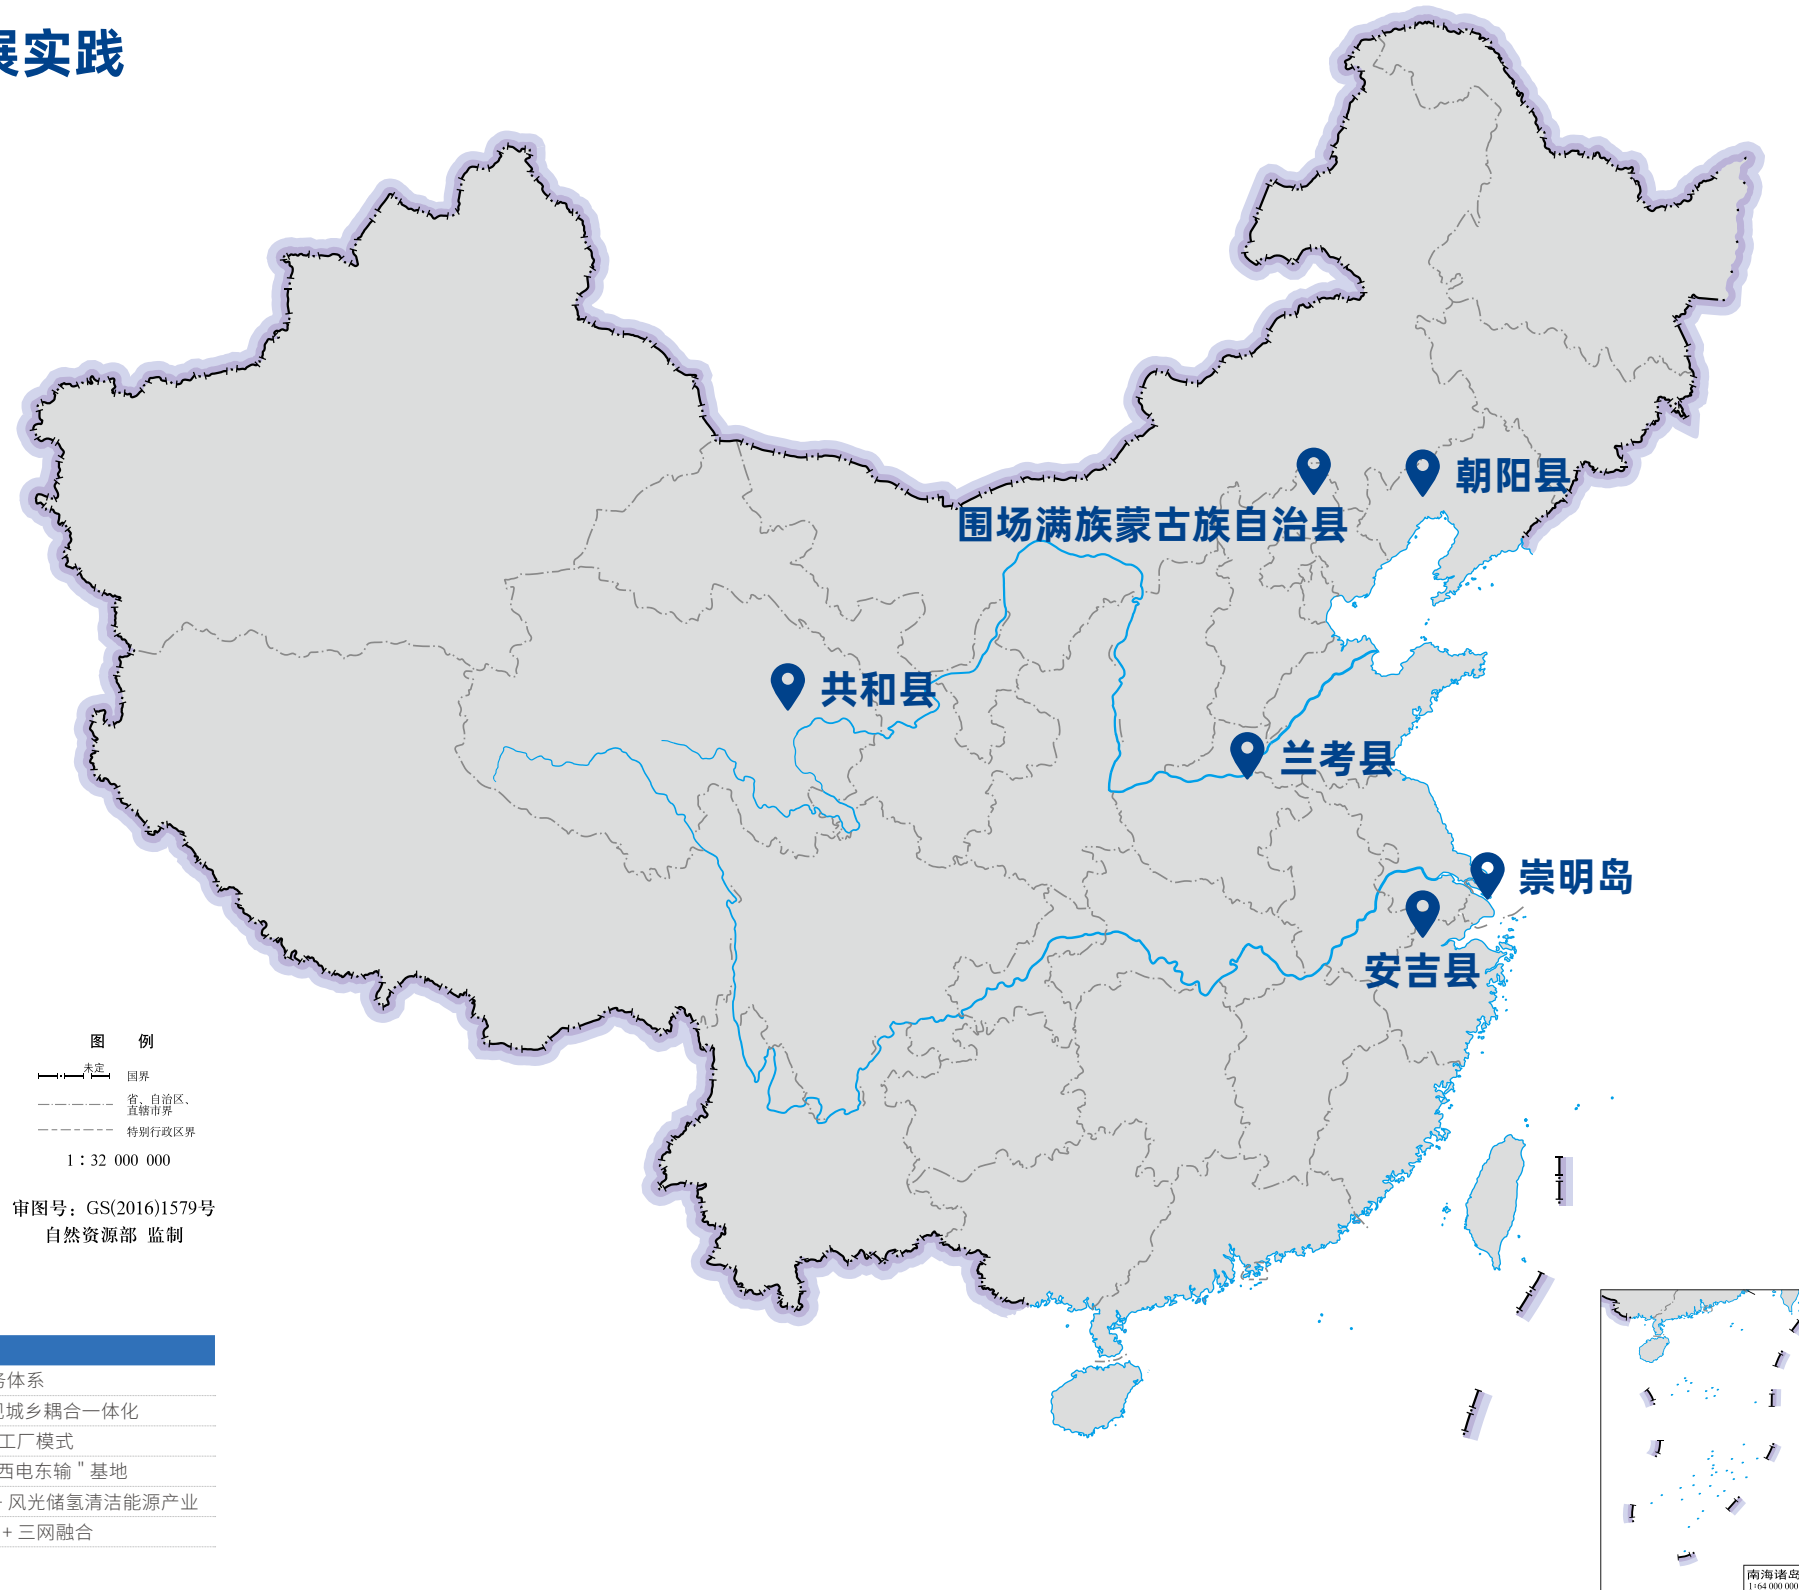 展实践
朝阳县
围场满族蒙古族自治县
共和县
兰考县
崇明岛
安吉县
图 例
未定
国界
省、自治区、
直辖市界
特别行政区界
1：32 000 000
审图号：GS(2016)1579号
自然资源部 监制
务体系
城乡耦合一体化
工厂模式
西电东输 " 基地
风光储氢清洁能源产业
+ 三网融合
南海诸岛
1:64 000 000